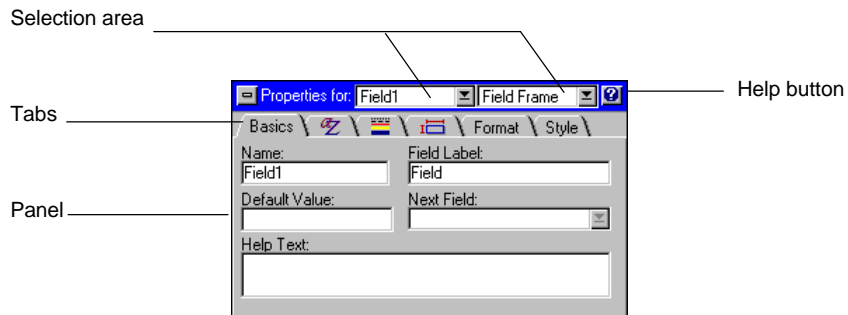 Selection area
Properties for: Field1 Field Frame
Help button
Tabs
Basics Format Style
Name: Field Label:
Field1 Field
Panel
Default Value: Next Field:
Help Text: